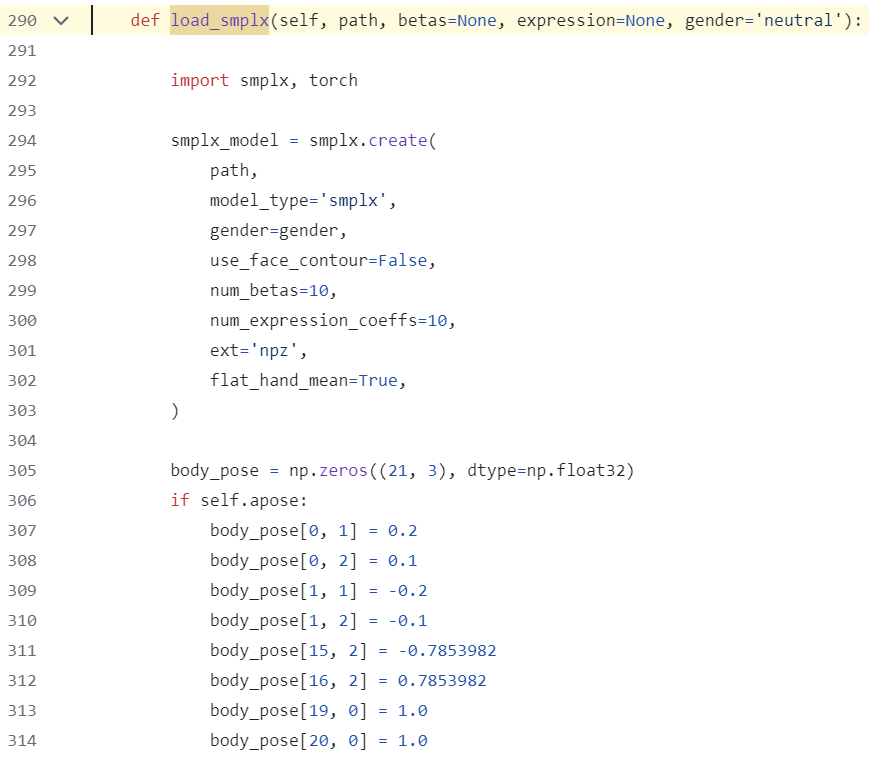 290 def load_smplx(self, path, betas=None, expression=None, gender='neutral'):
291
292 import smplx, torch
293
294 smplx_model = smplx.create(
295 path,
296 model_type='smplx',
297 gender=gender,
298 use_face_contour=False,
299 num_betas=10,
300 num_expression_coeffs=10,
301 ext='npz',
302 flat_hand_mean=True,
303 )
304
305 body_pose = np.zeros((21, 3), dtype=np.float32)
306 if self.apose:
307 body_pose[0, 1] = 0.2
308 body_pose[0, 2] = 0.1
309 body_pose[1, 1] = -0.2
310 body_pose[1, 2] = -0.1
311 body_pose[15, 2] = -0.7853982
312 body_pose[16, 2] = 0.7853982
313 body_pose[19, 0] = 1.0
314 body_pose[20, 0] = 1.0